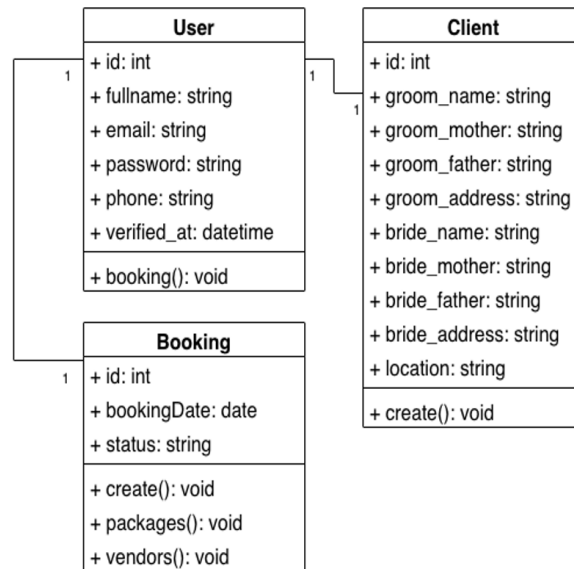 User
+ id: int
+ fullname: string
+ email: string
+ password: string
+ phone: string
+ verified_at: datetime
+ booking(): void
1
1
1
Client
+ id: int
+ groom_name: string
+ groom_mother: string
+ groom_father: string
+ groom_address: string
+ bride_name: string
+ bride_mother: string
+ bride_father: string
+ bride_address: string
+ location: string
+ create(): void
Booking
1
+ id: int
+ bookingDate: date
+ status: string
+ create(): void
+ packages(): void
+ vendors(): void